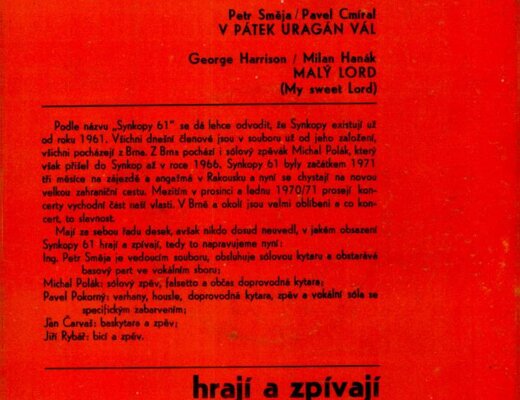 Petr Směja / Pavel Cmíral
V PÁTEK URAGÁN VÁL
George Harrison / Milan Hanák
MALÝ LORD
(My sweet Lord)
Podle názvu „Synkopy 61" se dá lehce odvodit, že Synkopy existují už
od roku 1961. Všichni dnešní členové jsou v souboru už od jeho založení,
všichni pocházejí z Brna. Z Brna pochází i sólový zpěvák Michal Polák, který
však přišel do Synkop až v roce 1966. Synkopy 61 byly začátkem 1971
tři měsíce na zájezdě a angažmá v Rakousku a nyní se chystají na novou
velkou zahraniční cestu. Mezitím v prosinci a lednu 1970/71 prosejí kon-
certy východní část naší vlasti. V Brně a okolí jsou velmi oblíbení a co kon-
cert, to slavnost.
Mají za sebou řadu desek, avšak nikdo dosud neuvedl, v jakém obsazení
Synkopy 61 hrají a zpívají, tedy to napravujeme nyní:
Ing. Petr Směja je vedoucím souboru, obsluhuje sólovou kytaru a obstarává
basový part ve vokálním sboru;
Michal Polák: sólový zpěv, falsetto a občas doprovodná kytara;
Pavel Pokorný: varhany, housle, doprovodná kytara, zpěv a vokální sóla se
specifickým zabarvením;
Ján Čarvaš: baskytara a zpěv;
Jiří Rybář: bicí a zpěv.
hrají a zpívají